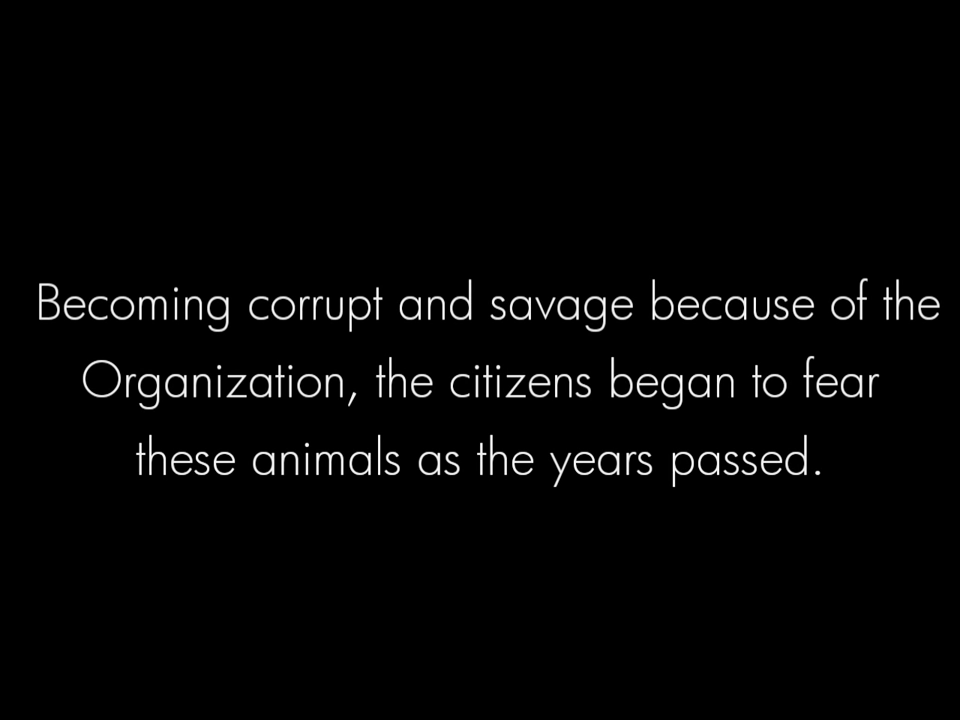 Becoming corrupt and savage because of the
Organization, the citizens began to fear
these animals as the years passed.